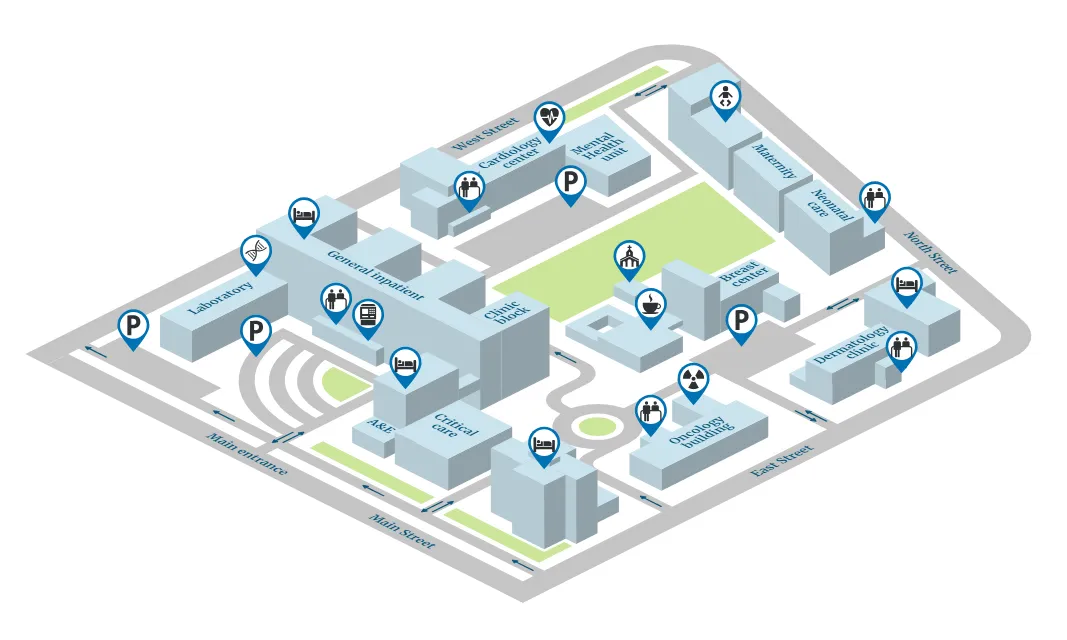 West Street
Cardiology
center
Mental
Health
unit
P
Maternity
Neonatal
care
North Street
General inpatient
Laboratory
Clinic
block
Breast
center
P
P
P
Dermatology
clinic
A&E
Critical
care
Oncology
building
Main entrance
East Street
Main Street